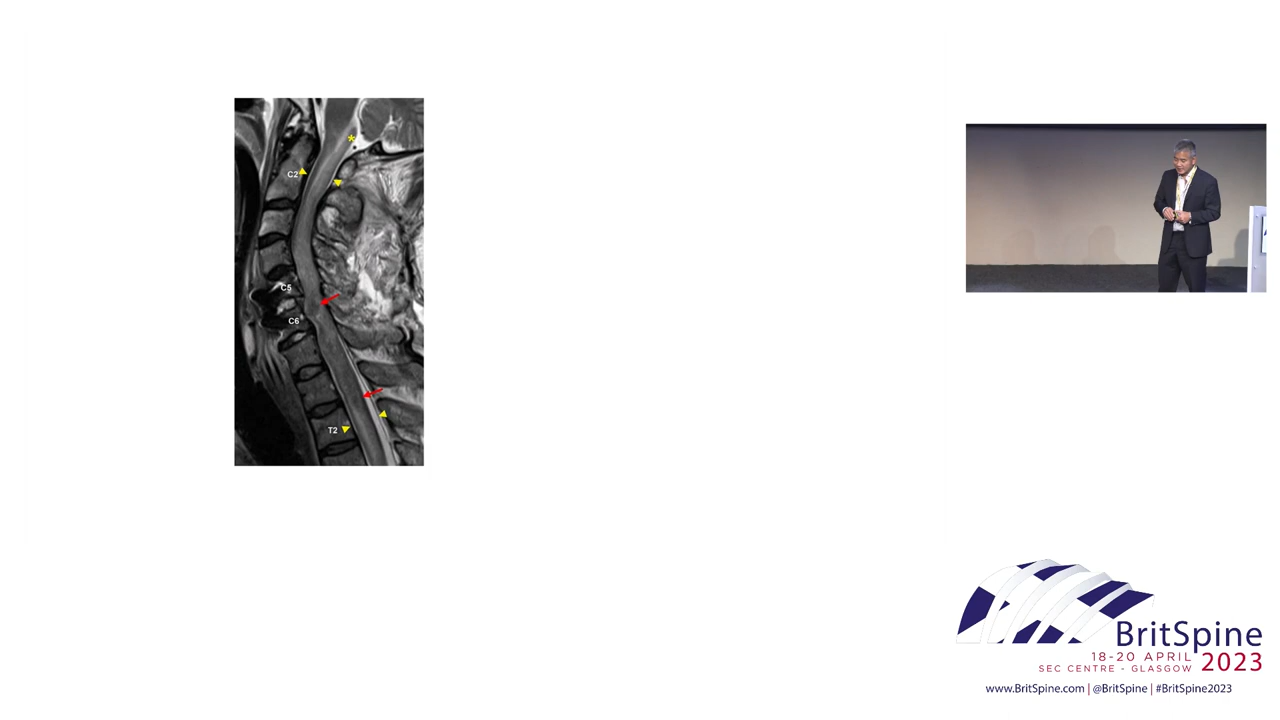 *
C2
C5
C6
T2
BritSpine
18-20 APRIL
SEC CENTRE - GLASGOW
2023
www.BritSpine.com | @BritSpine | #BritSpine2023